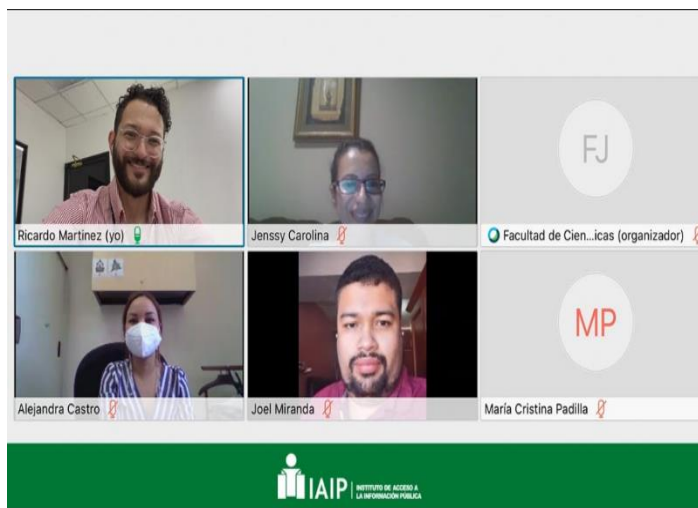 Ricardo Martinez (yo)
Jenssy Carolina
FJ
Facultad de Cien...icas (organizador)
Alejandra Castro
Joel Miranda
MP
María Cristina Padilla
IAIP
INSTITUTO DE ACCESO A
LA INFORMACIÓN PÚBLICA